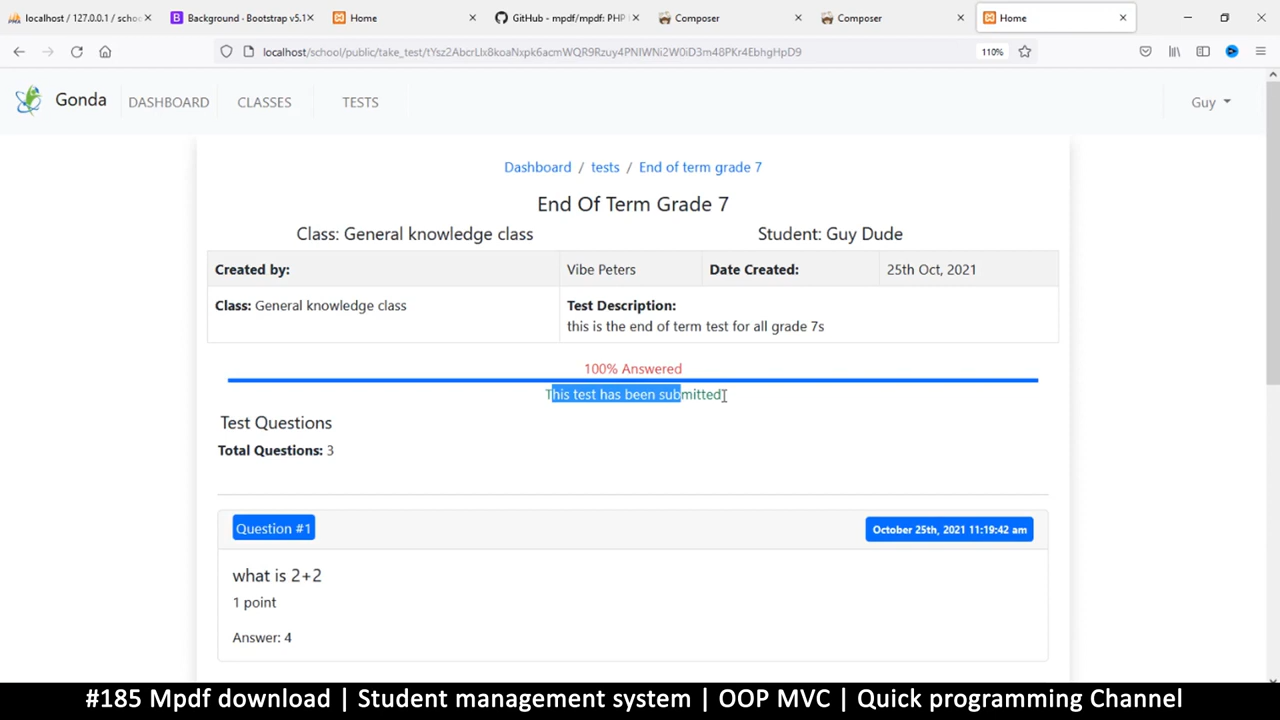 localhost / 127.0.0.1 / schoo
Background - Bootstrap v5.1
Home
GitHub - mpdf/mpdf: PHP
Composer
Composer
Home
localhost/school/public/take_test/
110%
Gonda
DASHBOARD
CLASSES
TESTS
Guy
Dashboard / tests / End of term grade 7
End Of Term Grade 7
Class: General knowledge class
Student: Guy Dude
Created by: Vibe Peters Date Created: 25th Oct, 2021
Class: General knowledge class
Test Description:
this is the end of term test for all grade 7s
100% Answered
This test has been submitted
Test Questions
Total Questions: 3
Question #1
October 25th, 2021 11:19:42 am
what is 2+2
1 point
Answer: 4
#185 Mpdf download | Student management system | OOP MVC | Quick programming Channel